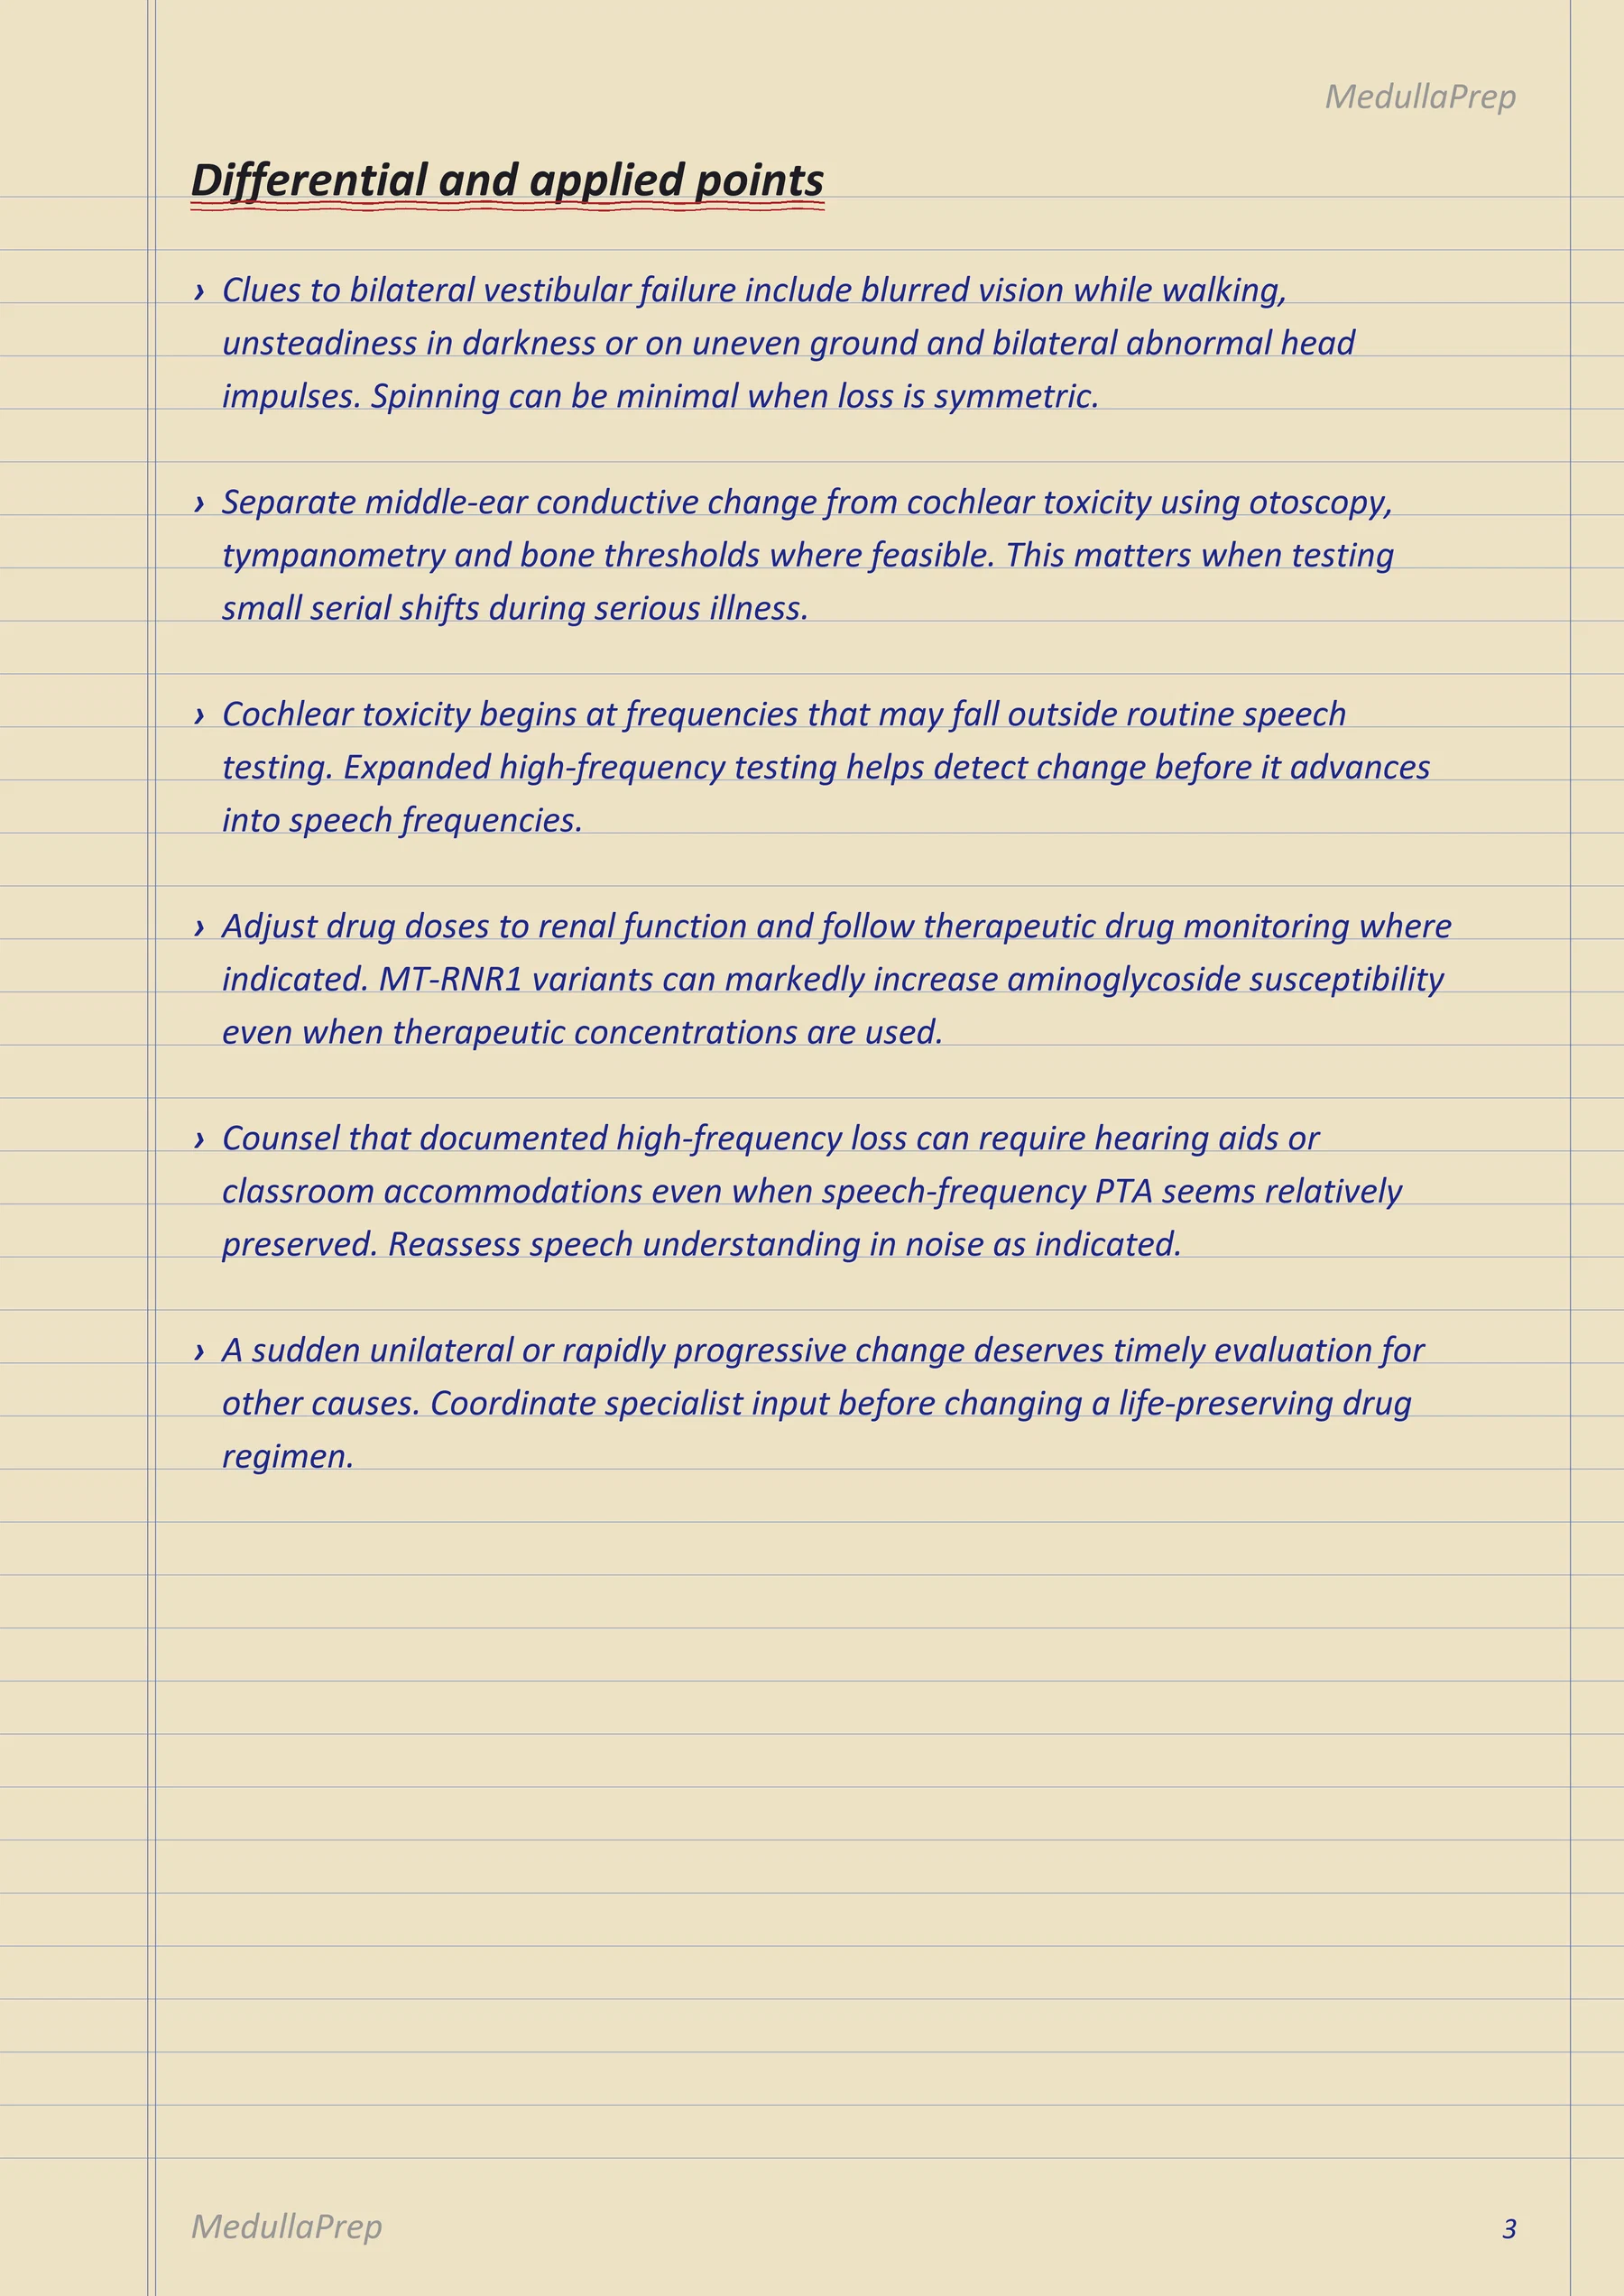 MedullaPrep
Differential and applied points
› Clues to bilateral vestibular failure include blurred vision while walking,
unsteadiness in darkness or on uneven ground and bilateral abnormal head
impulses. Spinning can be minimal when loss is symmetric.
› Separate middle-ear conductive change from cochlear toxicity using otoscopy,
tympanometry and bone thresholds where feasible. This matters when testing
small serial shifts during serious illness.
› Cochlear toxicity begins at frequencies that may fall outside routine speech
testing. Expanded high-frequency testing helps detect change before it advances
into speech frequencies.
› Adjust drug doses to renal function and follow therapeutic drug monitoring where
indicated. MT-RNR1 variants can markedly increase aminoglycoside susceptibility
even when therapeutic concentrations are used.
› Counsel that documented high-frequency loss can require hearing aids or
classroom accommodations even when speech-frequency PTA seems relatively
preserved. Reassess speech understanding in noise as indicated.
› A sudden unilateral or rapidly progressive change deserves timely evaluation for
other causes. Coordinate specialist input before changing a life-preserving drug
regimen.
MedullaPrep
3